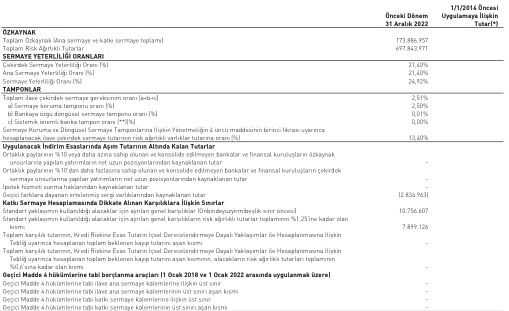 1/1/2014 Öncesi
Önceki Dönem Uygulamaya İlişkin
31 Aralık 2022 Tutar(*)
ÖZKAYNAK
Toplam Özkaynak (Ana sermaye ve katkı sermaye toplamı) 173.886.957
Toplam Risk Ağırlıklı Tutarlar 697.843.971
SERMAYE YETERLİLİĞİ ORANLARI
Çekirdek Sermaye Yeterliliği Oranı (%) 21,40%
Ana Sermaye Yeterliliği Oranı (%) 21,40%
Sermaye Yeterliliği Oranı (%) 24,92%
TAMPONLAR
Toplam ilave çekirdek sermaye gereksinim oranı (a+b+c) 2,51%
a) Sermaye koruma tamponu oranı (%) 2,50%
b) Bankaya özgü döngüsel sermaye tamponu oranı (%) 0,01%
c) Sistemik önemli banka tampon oranı (**)(%) 0,00%
Sermaye Koruma ve Döngüsel Sermaye Tamponlarına İlişkin Yönetmeliğin 4 üncü maddesinin birinci fıkrası uyarınca
hesaplanacak ilave çekirdek sermaye tutarının risk ağırlıklı varlıklar tutarına oranı (%) 13,40%
Uygulanacak İndirim Esaslarında Aşım Tutarının Altında Kalan Tutarlar
Ortaklık paylarının %10 veya daha azına sahip olunan ve konsolide edilmeyen bankalar ve finansal kuruluşların özkaynak
unsurlarına yapılan yatırımların net uzun pozisyonlarından kaynaklanan tutar -
Ortaklık paylarının %10'dan daha fazlasına sahip olunan ve konsolide edilmeyen bankalar ve finansal kuruluşların çekirdek
sermaye unsurlarına yapılan yatırımların net uzun pozisyonlarından kaynaklanan tutar -
İpotek hizmeti sunma haklarından kaynaklanan tutar -
Geçici farklara dayanan ertelenmiş vergi varlıklarından kaynaklanan tutar (2.834.963)
Katkı Sermaye Hesaplamasında Dikkate Alınan Karşılıklara İlişkin Sınırlar
Standart yaklaşımın kullanıldığı alacaklar için ayrılan genel karşılıklar (Onbindeyüzyirmibeşlik sınır öncesi) 10.756.607
Standart yaklaşımın kullanıldığı alacaklar için ayrılan genel karşılıkların risk ağırlıklı tutarlar toplamının %1,25'ine kadar olan
kısmı 7.899.126
Toplam karşılık tutarının, Kredi Riskine Esas Tutarın İçsel Derecelendirmeye Dayalı Yaklaşımlar ile Hesaplanmasına İlişkin
Tebliğ uyarınca hesaplanan toplam beklenen kayıp tutarını aşan kısmı -
Toplam karşılık tutarının, Kredi Riskine Esas Tutarın İçsel Derecelendirmeye Dayalı Yaklaşımlar ile Hesaplanmasına İlişkin
Tebliğ uyarınca hesaplanan toplam beklenen kayıp tutarını aşan kısmının, alacakların risk ağırlıklı tutarları toplamının
%0,6'sına kadar olan kısmı -
Geçici Madde 4 hükümlerine tabi borçlanma araçları (1 Ocak 2018 ve 1 Ocak 2022 arasında uygulanmak üzere)
Geçici Madde 4 hükümlerine tabi ilave ana sermaye kalemlerine ilişkin üst sınır -
Geçici Madde 4 hükümlerine tabi ilave ana sermaye kalemlerinin üst sınırı aşan kısmı -
Geçici Madde 4 hükümlerine tabi katkı sermaye kalemlerine ilişkin üst sınır -
Geçici Madde 4 hükümlerine tabi katkı sermaye kalemlerinin üst sınırı aşan kısmı -